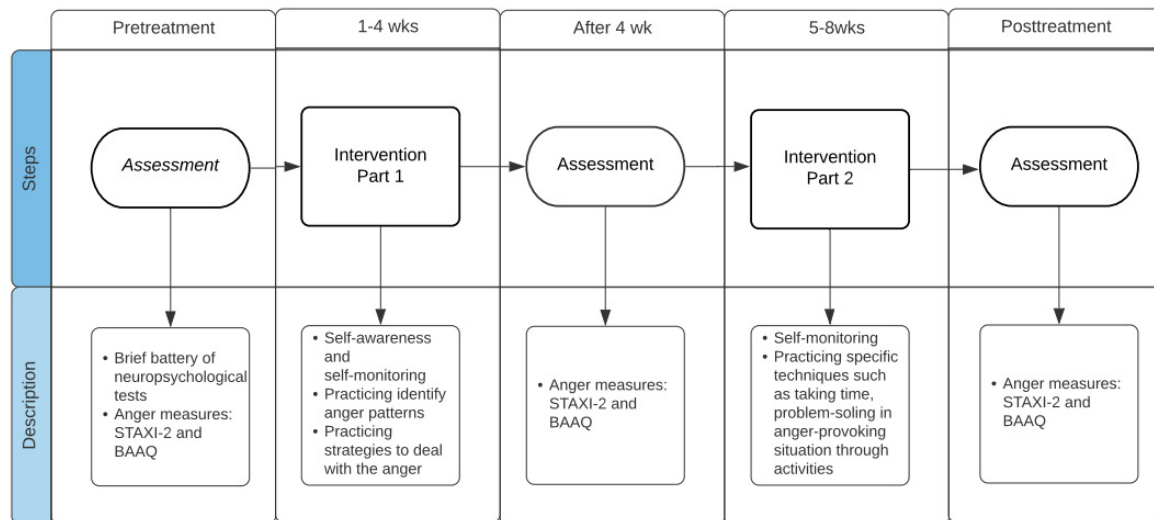 Pretreatment
1-4 wks
After 4 wk
5-8wks
Posttreatment
Steps
Assessment
Intervention
Part 1
Assessment
Intervention
Part 2
Assessment
Description
• Brief battery of
neuropsychological
tests
• Anger measures:
STAXI-2 and
BAAQ
• Self-awareness
and
self-monitoring
• Practicing identify
anger patterns
• Practicing
strategies to deal
with the anger
• Anger measures:
STAXI-2 and
BAAQ
• Self-monitoring
• Practicing specific
techniques such
as taking time,
problem-soling in
anger-provoking
situation through
activities
• Anger measures:
STAXI-2 and
BAAQ